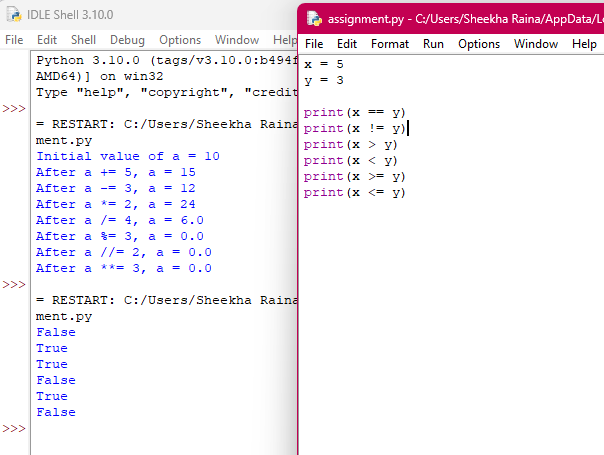 IDLE Shell 3.10.0
File Edit Shell Debug Options Window Help
Python 3.10.0 (tags/v3.10.0:b494f
AMD64)] on win32
Type "help", "copyright", "credit
>>>
= RESTART: C:/Users/Sheekha Raina
ment.py
Initial value of a = 10
After a += 5, a = 15
After a -= 3, a = 12
After a *= 2, a = 24
After a /= 4, a = 6.0
After a %= 3, a = 0.0
After a //= 2, a = 0.0
After a **= 3, a = 0.0
>>>
= RESTART: C:/Users/Sheekha Raina
ment.py
False
True
True
False
True
False
>>>
assignment.py - C:/Users/Sheekha Raina/AppData/Lo
File Edit Format Run Options Window Help
x = 5
y = 3
print(x == y)
print(x != y)
print(x > y)
print(x < y)
print(x >= y)
print(x <= y)